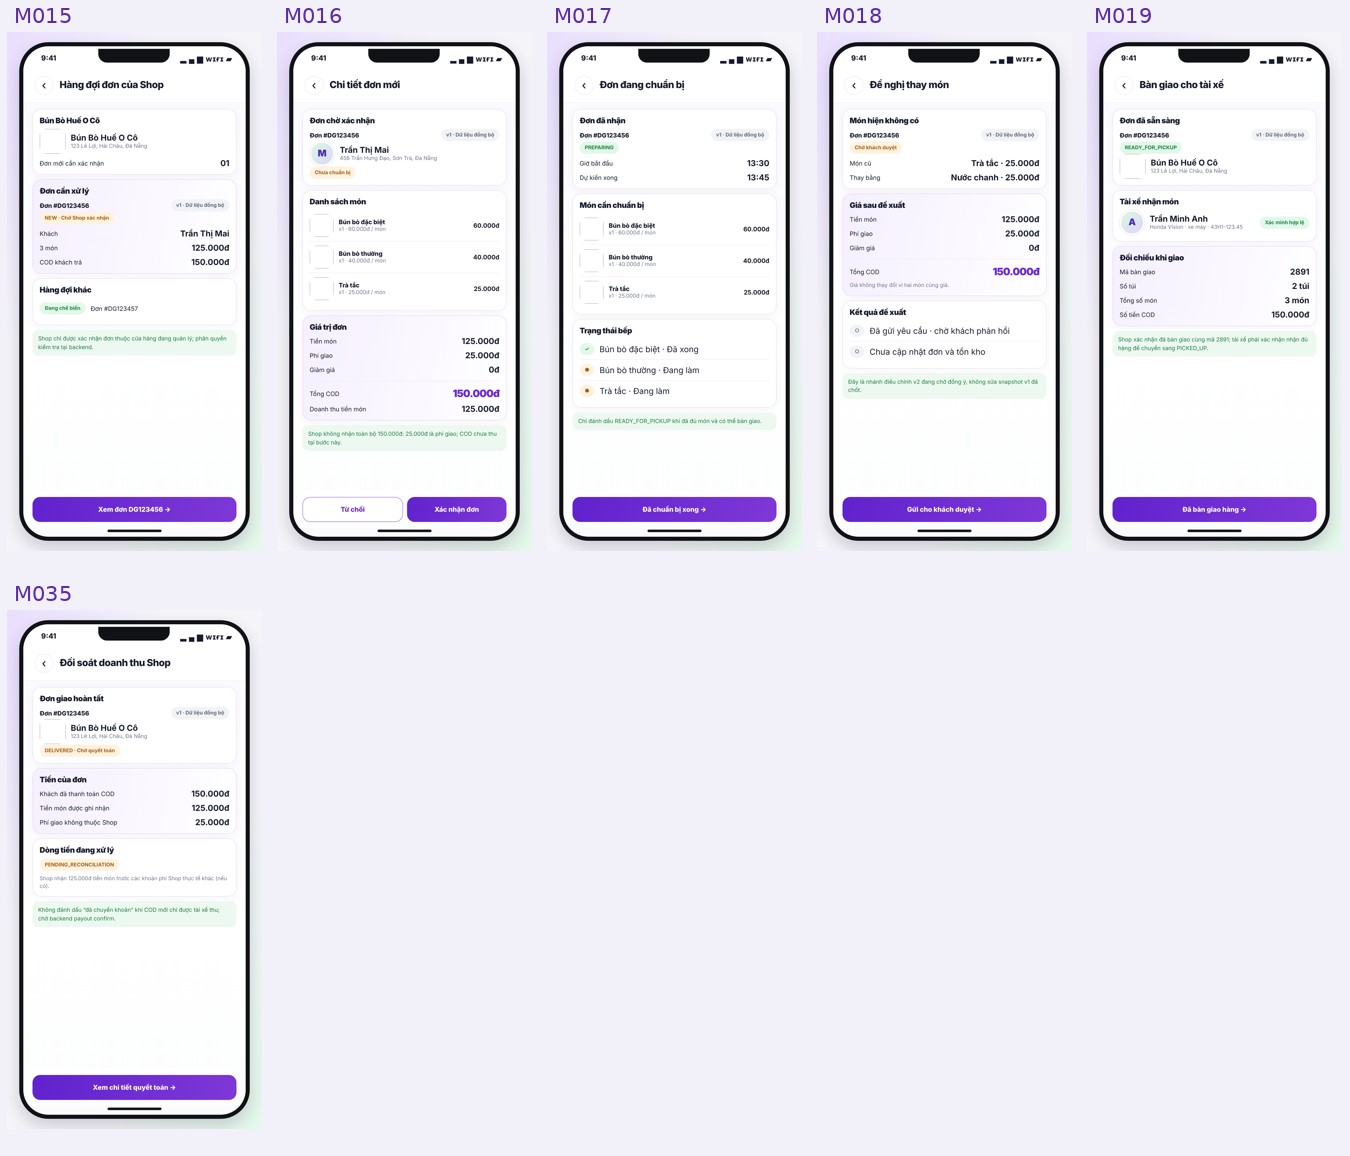 M015
9:41
WIFI
Hàng đợi đơn của Shop
Bún Bò Huế O Cô
Bún Bò Huế O Cô
123 Lê Lợi, Hải Châu, Đà Nẵng
Đơn mới cần xác nhận 01
Đơn cần xử lý
Đơn #DG123456 v1 · Dữ liệu đồng bộ
NEW · Chờ Shop xác nhận
Khách Trần Thị Mai
3 món 125.000đ
COD khách trả 150.000đ
Hàng đợi khác
Đang chế biến Đơn #DG123457
Shop chỉ được xác nhận đơn thuộc cửa hàng đang quản lý; phân quyền
kiểm tra tại backend.
Xem đơn DG123456 →
M016
9:41
WIFI
Chi tiết đơn mới
Đơn chờ xác nhận
Đơn #DG123456 v1 · Dữ liệu đồng bộ
M Trần Thị Mai
456 Trần Hưng Đạo, Sơn Trà, Đà Nẵng
Chưa chuẩn bị
Danh sách món
Bún bò đặc biệt 60.000đ
x1 · 60.000đ / món
Bún bò thường 40.000đ
x1 · 40.000đ / món
Trà tắc 25.000đ
x1 · 25.000đ / món
Giá trị đơn
Tiền món 125.000đ
Phí giao 25.000đ
Giảm giá 0đ
Tổng COD 150.000đ
Doanh thu tiền món 125.000đ
Shop không nhận toàn bộ 150.000đ: 25.000đ là phí giao; COD chưa thu
tại bước này.
Từ chối Xác nhận đơn
M017
9:41
WIFI
Đơn đang chuẩn bị
Đơn đã nhận
Đơn #DG123456 v1 · Dữ liệu đồng bộ
PREPARING
Giờ bắt đầu 13:30
Dự kiến xong 13:45
Món cần chuẩn bị
Bún bò đặc biệt 60.000đ
x1 · 60.000đ / món
Bún bò thường 40.000đ
x1 · 40.000đ / món
Trà tắc 25.000đ
x1 · 25.000đ / món
Trạng thái bếp
Bún bò đặc biệt · Đã xong
Bún bò thường · Đang làm
Trà tắc · Đang làm
Chỉ đánh dấu READY_FOR_PICKUP khi đã đủ món và có thể bàn giao.
Đã chuẩn bị xong →
M018
9:41
WIFI
Đề nghị thay món
Món hiện không có
Đơn #DG123456 v1 · Dữ liệu đồng bộ
Chờ khách duyệt
Món cũ Trà tắc · 25.000đ
Thay bằng Nước chanh · 25.000đ
Giá sau đề xuất
Tiền món 125.000đ
Phí giao 25.000đ
Giảm giá 0đ
Tổng COD 150.000đ
Giá không thay đổi vì hai món cùng giá.
Kết quả đề xuất
Đã gửi yêu cầu · chờ khách phản hồi
Chưa cập nhật đơn và tồn kho
Đây là nhánh điều chỉnh v2 đang chờ đồng ý, không sửa snapshot v1 đã
chốt.
Gửi cho khách duyệt →
M019
9:41
WIFI
Bàn giao cho tài xế
Đơn đã sẵn sàng
Đơn #DG123456 v1 · Dữ liệu đồng bộ
READY_FOR_PICKUP
Bún Bò Huế O Cô
123 Lê Lợi, Hải Châu, Đà Nẵng
Tài xế nhận món
A Trần Minh Anh Xác minh hợp lệ
Honda Vision · xe máy · 43H1-123.45
Đối chiếu khi giao
Mã bàn giao 2891
Số túi 2 túi
Tổng số món 3 món
Số tiền COD 150.000đ
Shop xác nhận đã bàn giao cùng mã 2891; tài xế phải xác nhận nhận đủ
hàng để chuyển sang PICKED_UP.
Đã bàn giao hàng →
M035
9:41
WIFI
Đối soát doanh thu Shop
Đơn giao hoàn tất
Đơn #DG123456 v1 · Dữ liệu đồng bộ
Bún Bò Huế O Cô
123 Lê Lợi, Hải Châu, Đà Nẵng
DELIVERED · Chờ quyết toán
Tiền của đơn
Khách đã thanh toán COD 150.000đ
Tiền món được ghi nhận 125.000đ
Phí giao không thuộc Shop 25.000đ
Dòng tiền đang xử lý
PENDING_RECONCILIATION
Shop nhận 125.000đ tiền món trước các khoản phí Shop thực tế khác (nếu
có).
Không đánh dấu "đã chuyển khoản" khi COD mới chỉ được tài xế thu;
chờ backend payout confirm.
Xem chi tiết quyết toán →